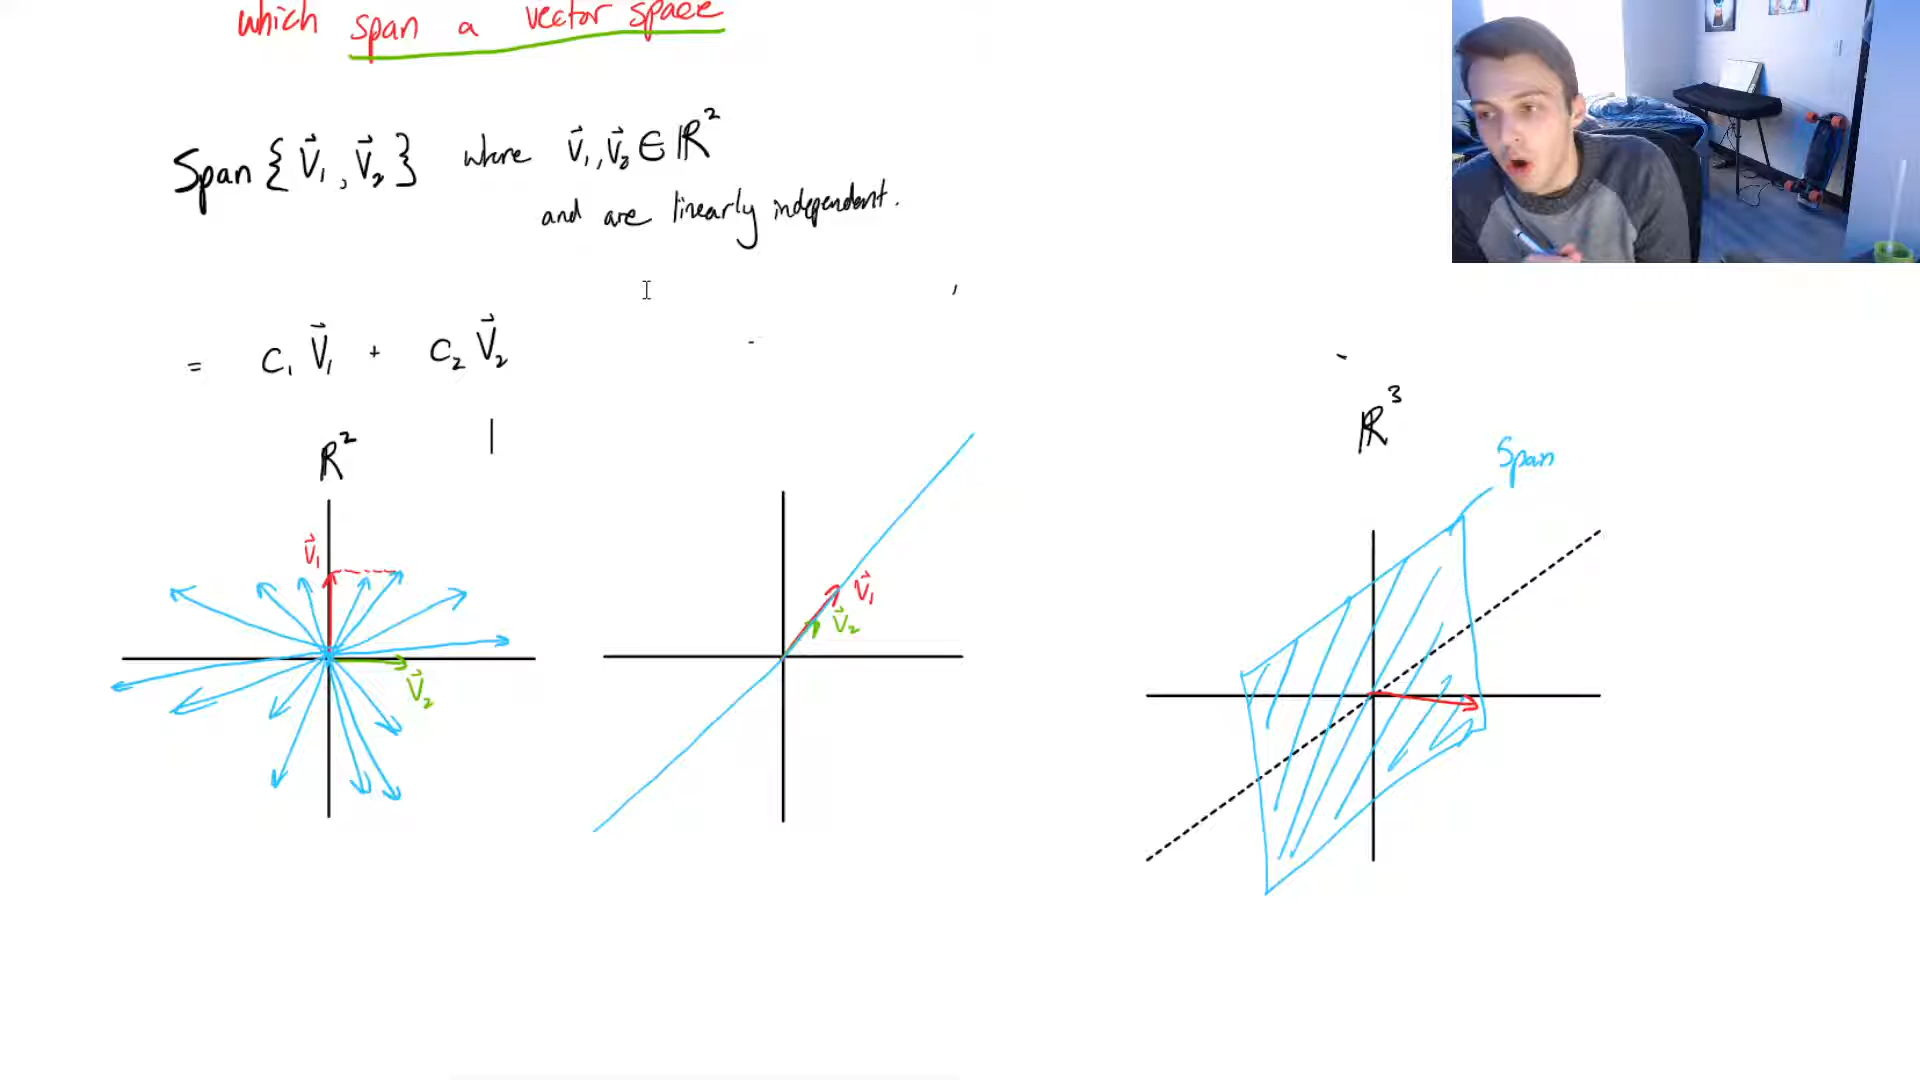 which span a vector space
Span { V⃗₁, V⃗₂ } where V⃗₁, V⃗₂ ∈ ℝ²
and are linearly independent.
= C₁ V⃗₁ + C₂ V⃗₂
ℝ²
V⃗₁
V⃗₂
V⃗₁
V⃗₂
ℝ³
Span